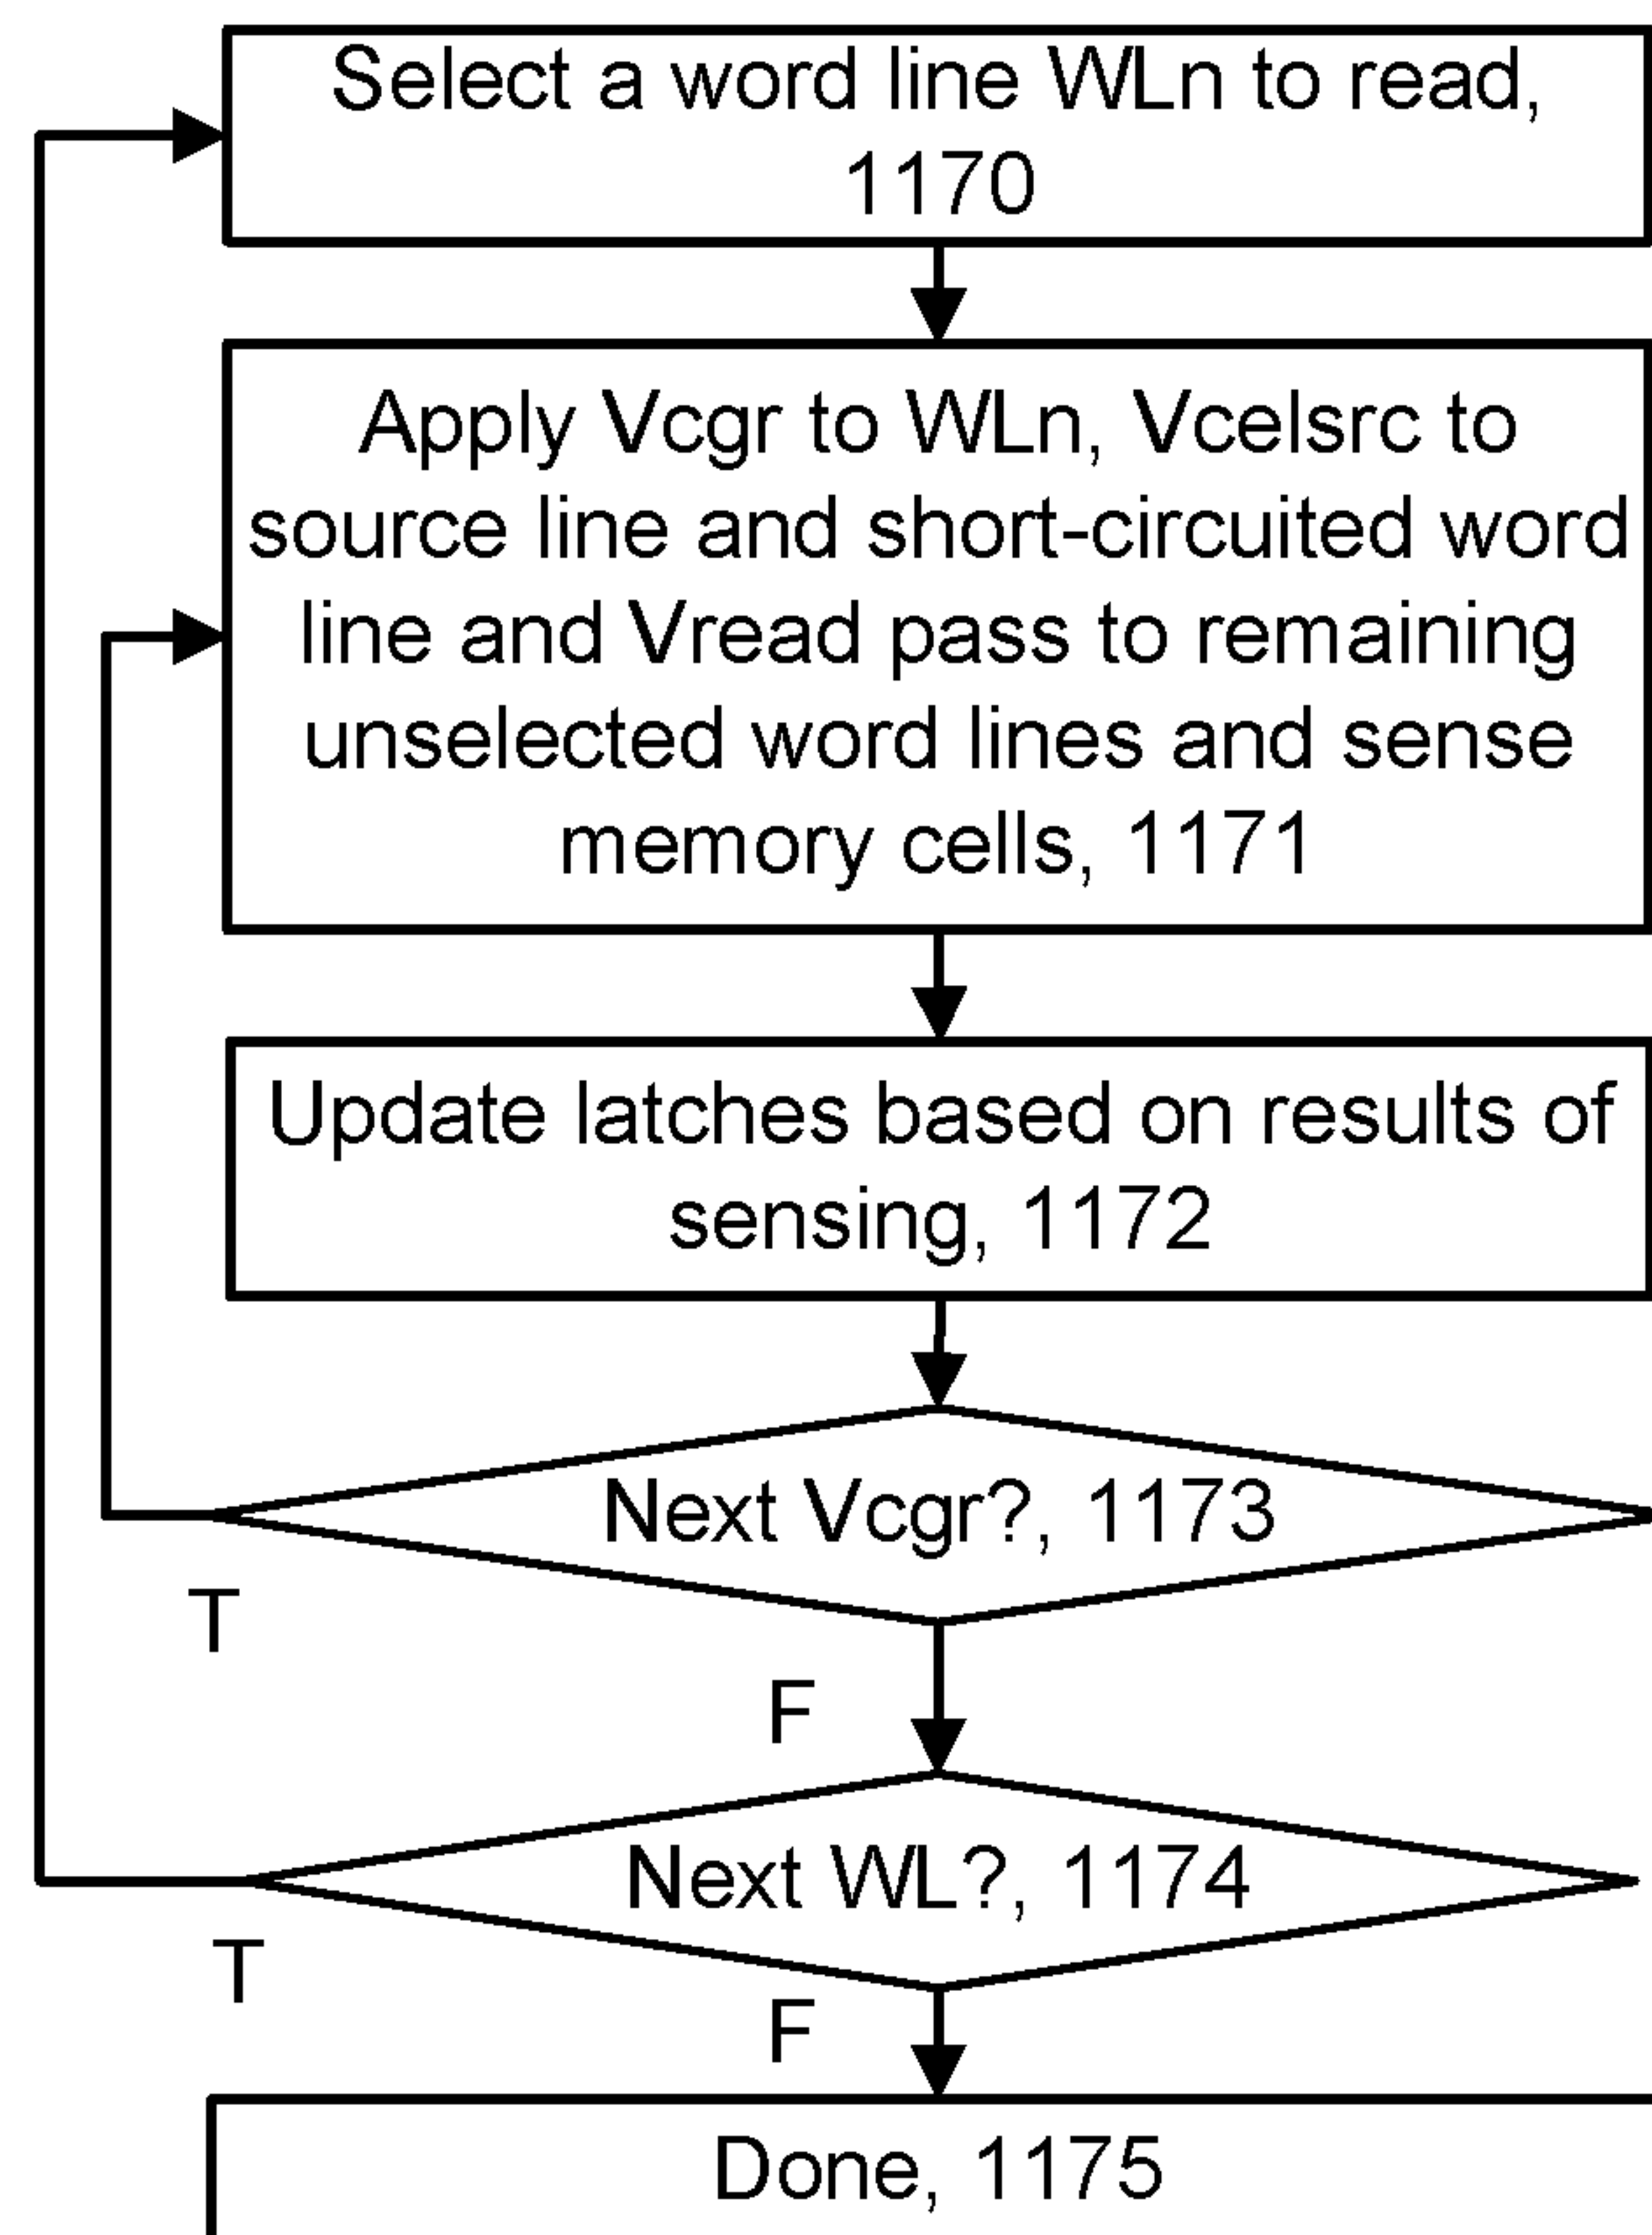 Select a word line WLn to read,
1170
Apply Vcgr to WLn, Vcelsrc to
source line and short-circuited word
line and Vread pass to remaining
unselected word lines and sense
memory cells, 1171
Update latches based on results of
sensing, 1172
Next Vcgr?, 1173
T
F
Next WL?, 1174
T
F
Done, 1175